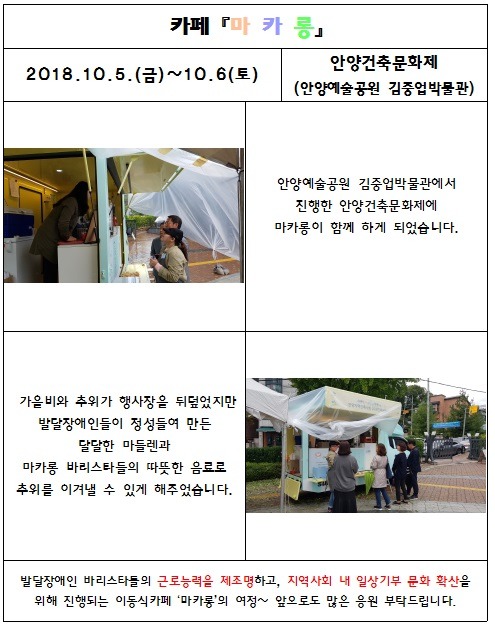 카페 『마 카 롱』
2018.10.5.(금)~10.6(토)
안양건축문화제
(안양예술공원 김중업박물관)
안양예술공원 김중업박물관에서
진행한 안양건축문화제에
마카롱이 함께 하게 되었습니다.
가을비와 추위가 행사장을 뒤덮었지만
발달장애인들이 정성들여 만든
달달한 마들렌과
마카롱 바리스타들의 따뜻한 음료로
추위를 이겨낼 수 있게 해주었습니다.
발달장애인 바리스타들의 근로능력을 재조명하고, 지역사회 내 일상기부 문화 확산을
위해 진행되는 이동식카페 ‘마카롱’의 여정~ 앞으로도 많은 응원 부탁드립니다.